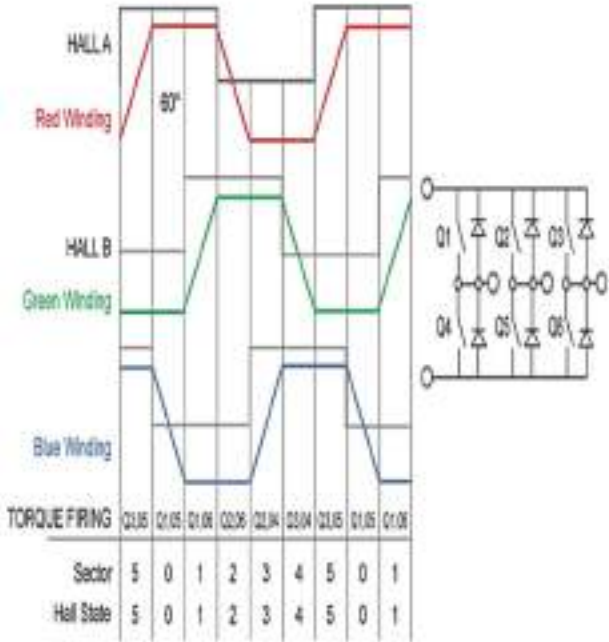 HALL A
Red Winding
60°
HALL B
Green Winding
Blue Winding
Q1 Q2 Q3
Q4 Q5 Q6
TORQUE FIRING Q3,Q5 Q1,Q5 Q1,Q6 Q2,Q6 Q2,Q4 Q3,Q4 Q3,Q5 Q1,Q5 Q1,Q6
Sector 5 0 1 2 3 4 5 0 1
Hall State 5 0 1 2 3 4 5 0 1